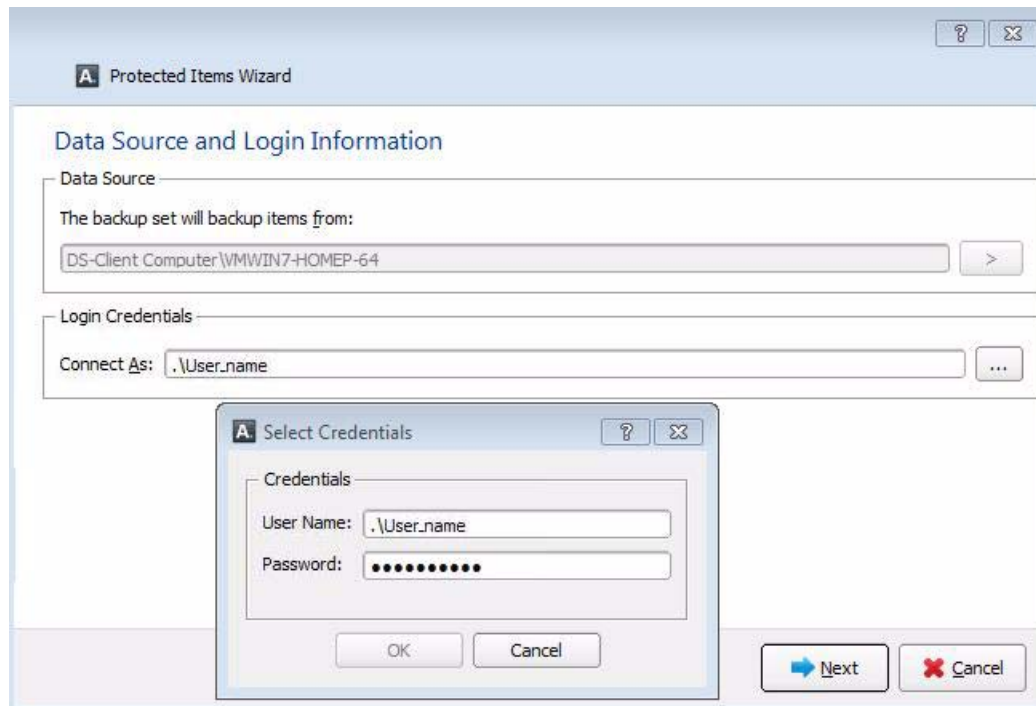 ?
A Protected Items Wizard
Data Source and Login Information
Data Source
The backup set will backup items from:
DS-Client Computer\VMWIN7-HOMEP-64 >
Login Credentials
Connect As: .\User_name ...
A Select Credentials ?
Credentials
User Name: .\User_name
Password: ●●●●●●●●●●
OK Cancel
Next Cancel